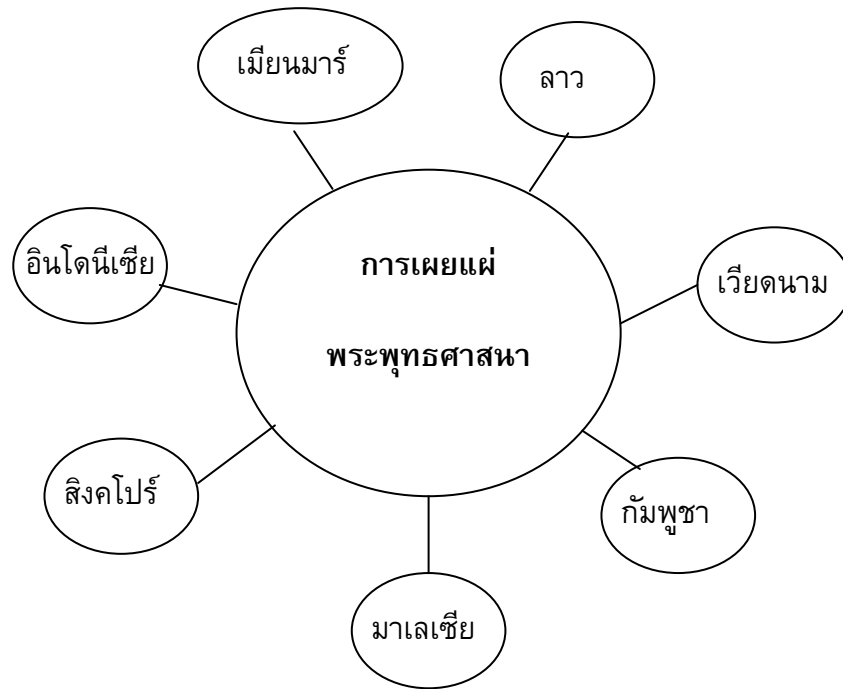 เมียนมาร์
ลาว
การเผยแผ่
พระพุทธศาสนา
อินโดนีเซีย
เวียดนาม
สิงคโปร์
กัมพูชา
มาเลเซีย